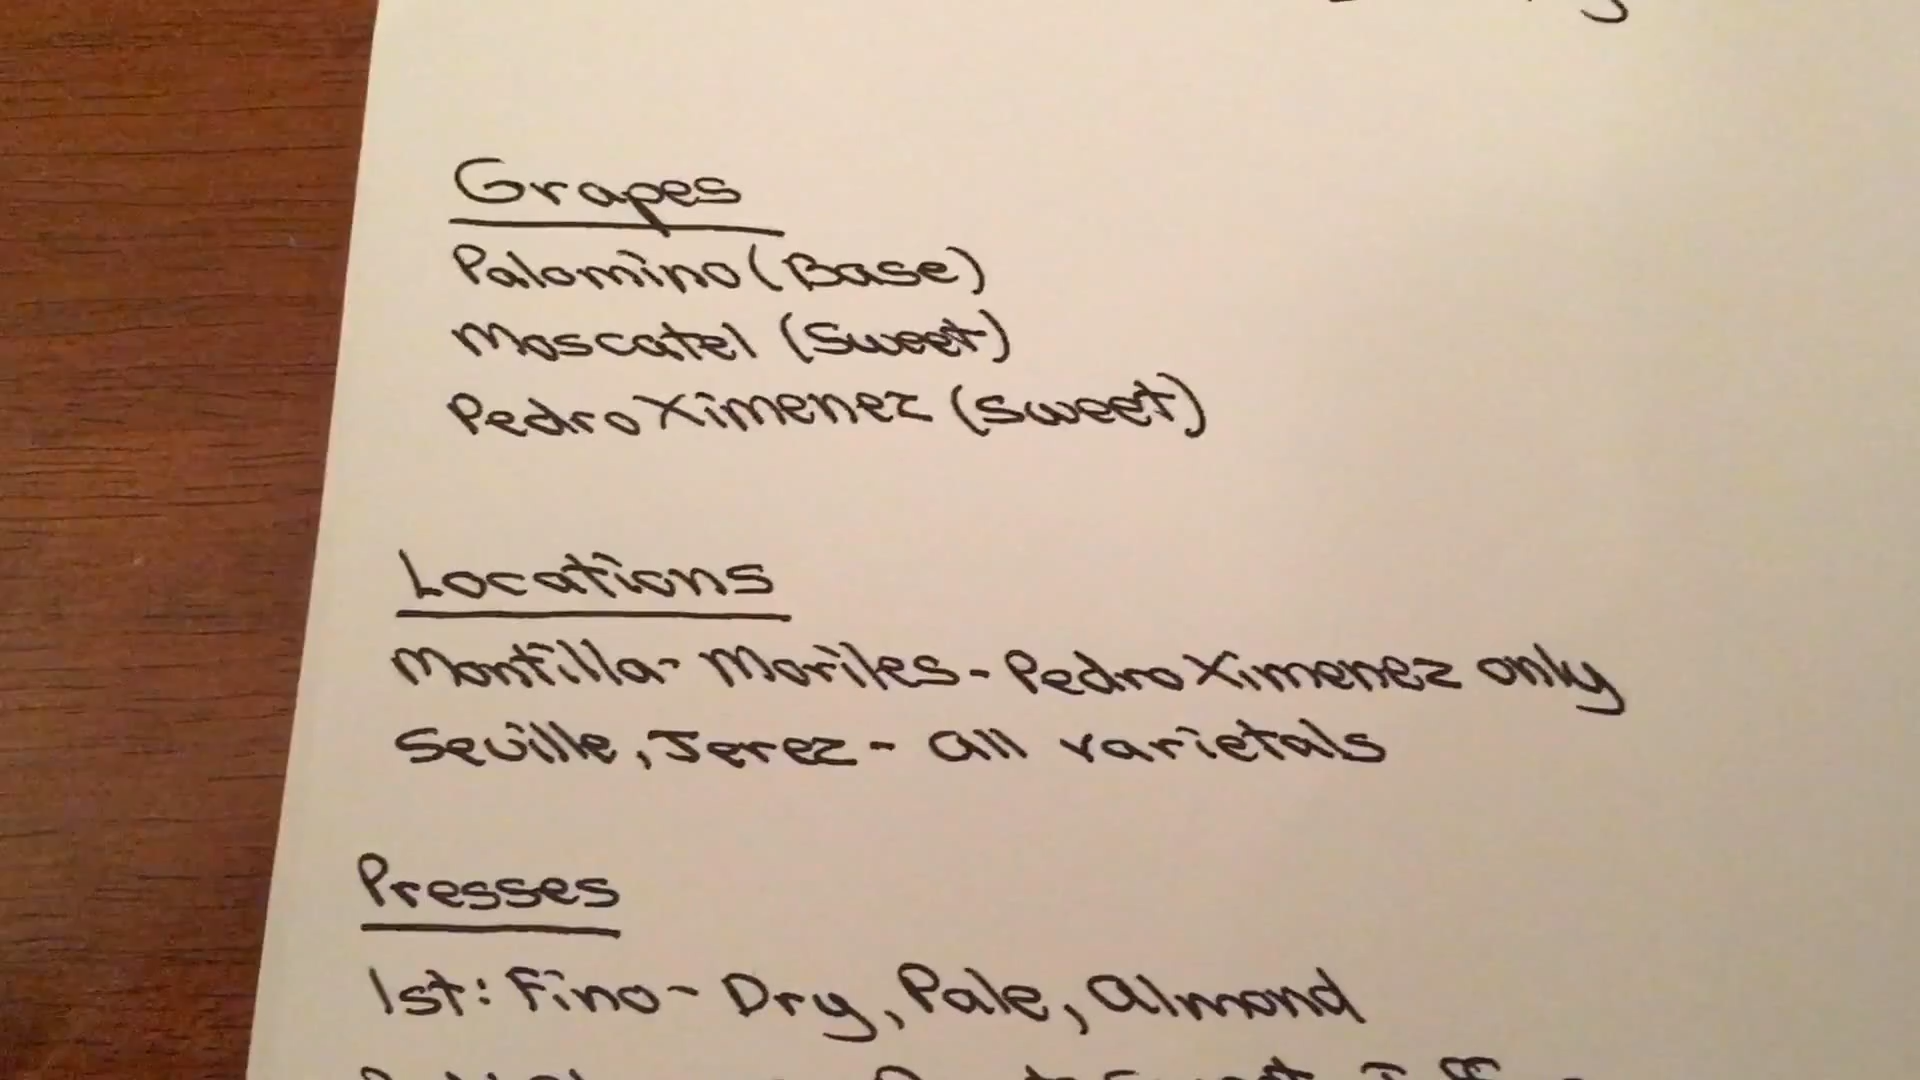 Grapes
Palomino (Base)
Moscatel (Sweet)
Pedro Ximenez (Sweet)
Locations
Montilla-Moriles - Pedro Ximenez only
Seville, Jerez - all varietals
Presses
1st: Fino - Dry, Pale, Almond